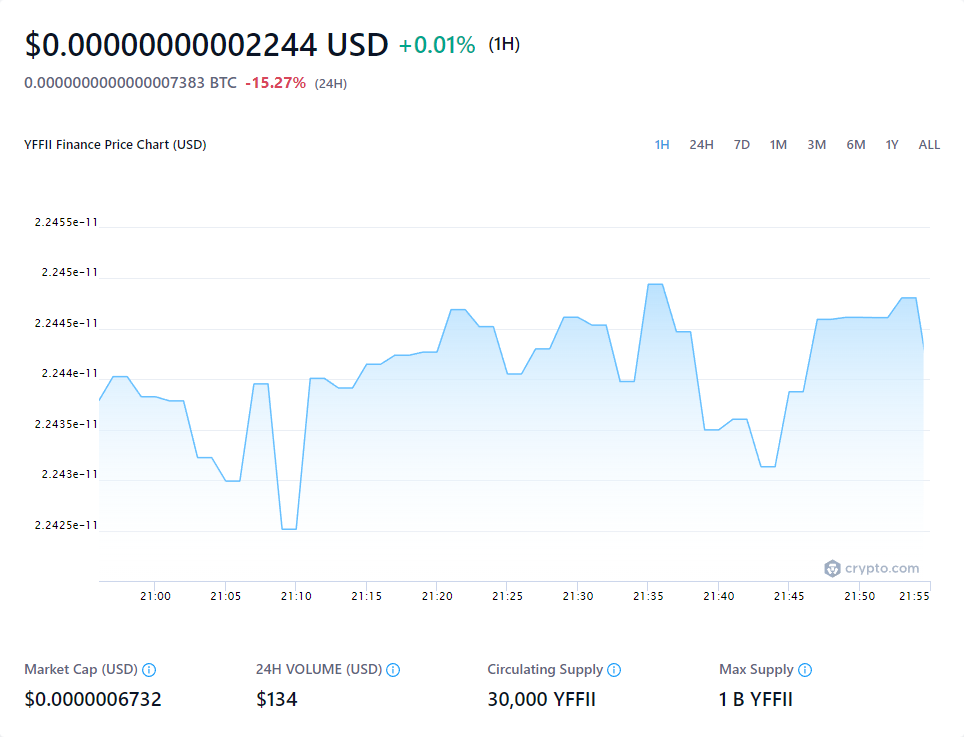 $0.00000000002244 USD +0.01% (1H)
0.0000000000000007383 BTC -15.27% (24H)
YFFII Finance Price Chart (USD) 1H 24H 7D 1M 3M 6M 1Y ALL
2.2455e-11
2.245e-11
2.2445e-11
2.244e-11
2.2435e-11
2.243e-11
2.2425e-11
crypto.com
21:00 21:05 21:10 21:15 21:20 21:25 21:30 21:35 21:40 21:45 21:50 21:55
Market Cap (USD) 24H VOLUME (USD) Circulating Supply Max Supply
$0.0000006732 $134 30,000 YFFII 1 B YFFII